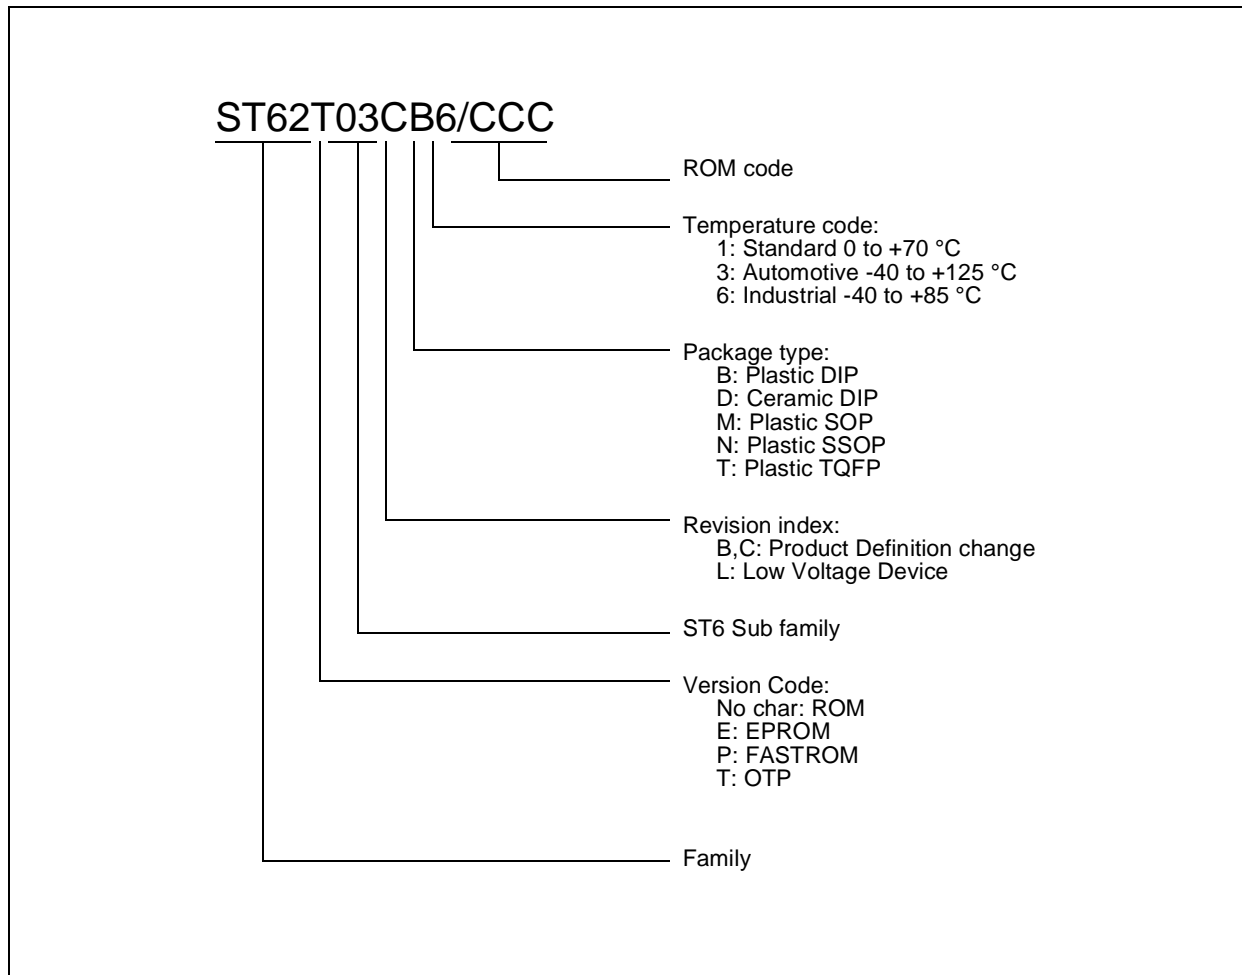 ST62T03CB6/CCC
ROM code
Temperature code:
1: Standard 0 to +70 °C
3: Automotive -40 to +125 °C
6: Industrial -40 to +85 °C
Package type:
B: Plastic DIP
D: Ceramic DIP
M: Plastic SOP
N: Plastic SSOP
T: Plastic TQFP
Revision index:
B,C: Product Definition change
L: Low Voltage Device
ST6 Sub family
Version Code:
No char: ROM
E: EPROM
P: FASTROM
T: OTP
Family